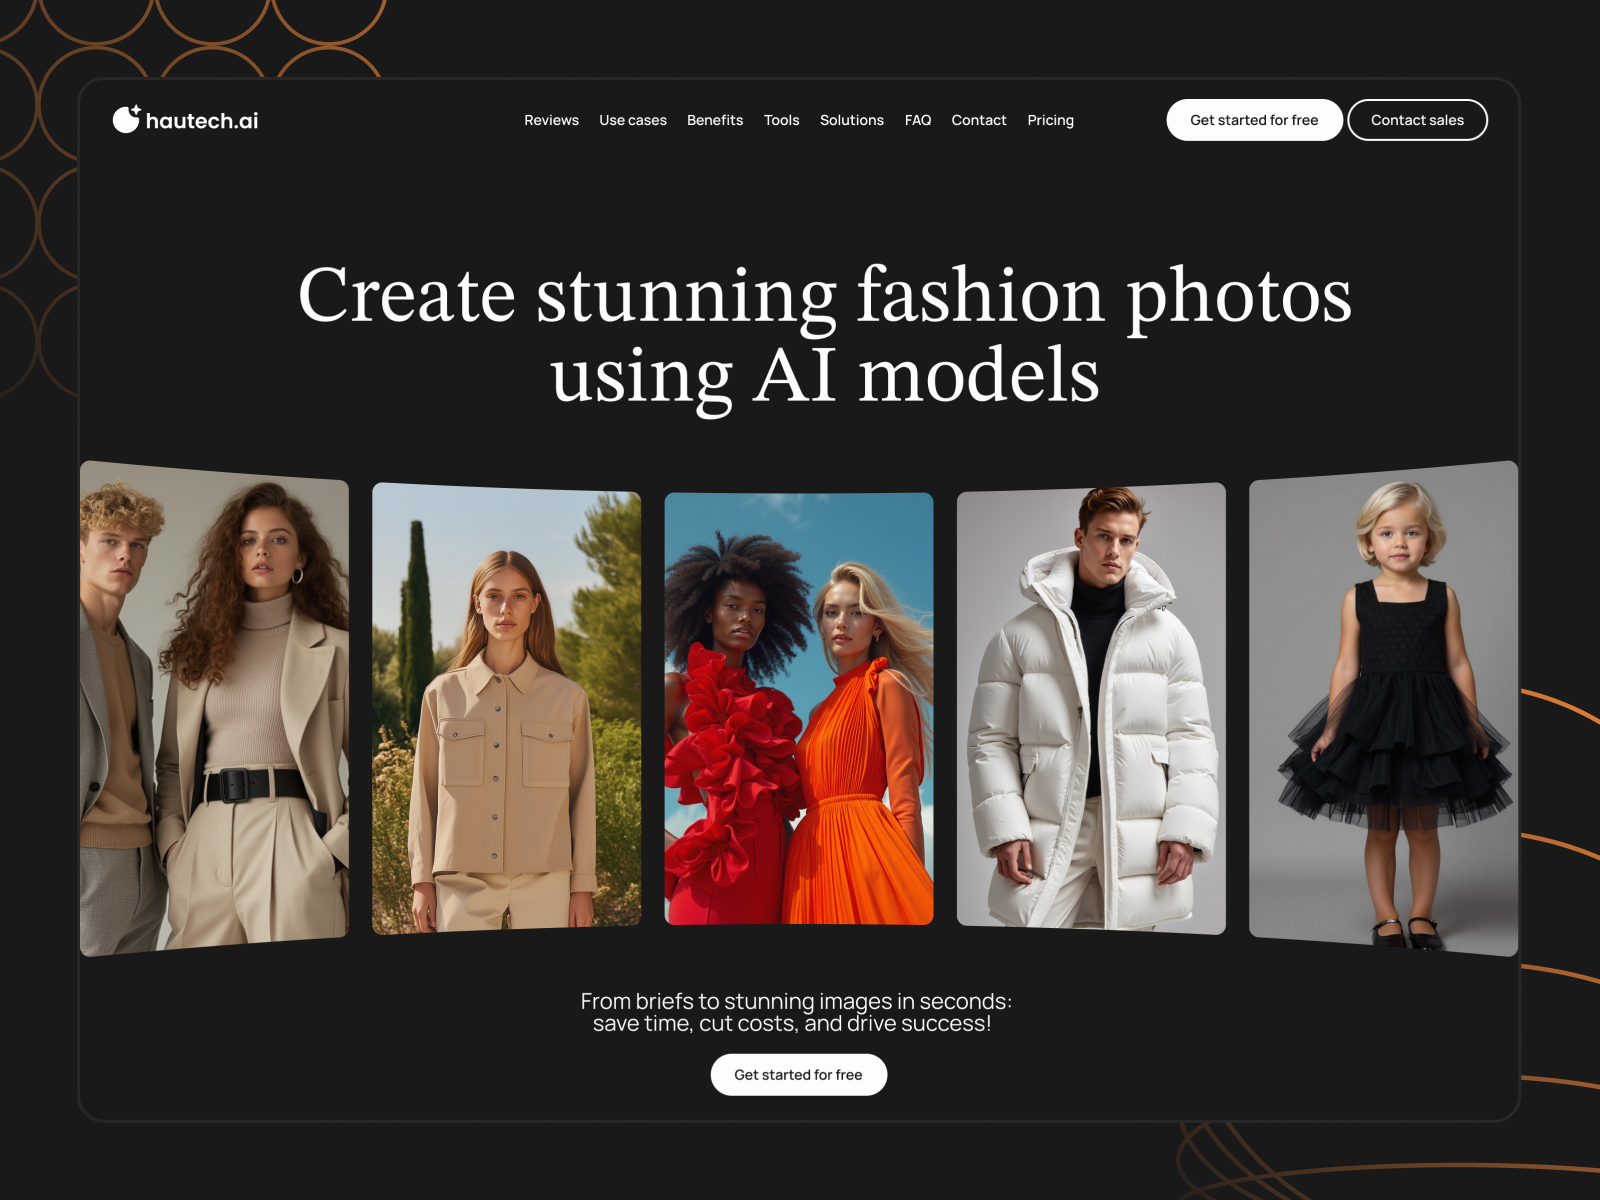 hautech.ai
Reviews Use cases Benefits Tools Solutions FAQ Contact Pricing
Get started for free
Contact sales
Create stunning fashion photos
using AI models
From briefs to stunning images in seconds:
save time, cut costs, and drive success!
Get started for free